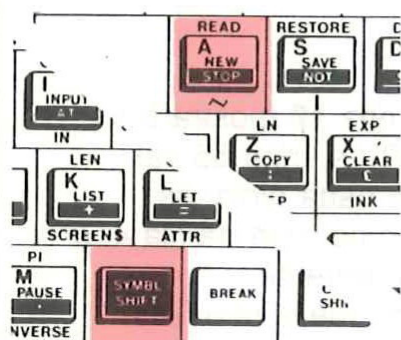 READ RESTORE
A S D
NEW SAVE
STOP NOT
INPUT
AT
~ |
IN
LN EXP
Z X
COPY CLEAR
: £
LEN
K L
LIST LET
+ =
INK
SCREEN$ ATTR
PI
M
PAUSE
.
SYMBL
SHIFT
BREAK
NVERSE